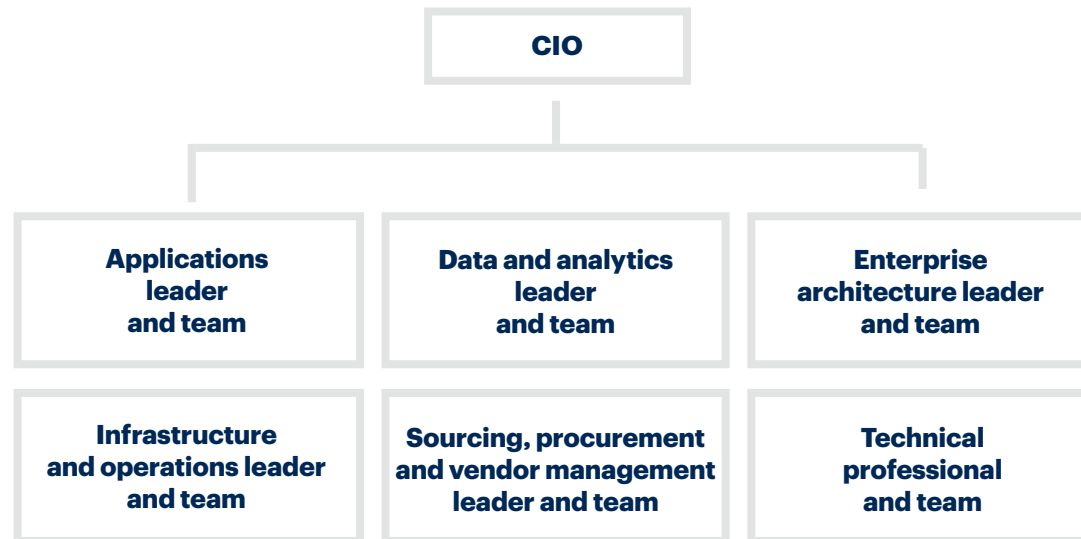 CIO
Applications
leader
and team
Data and analytics
leader
and team
Enterprise
architecture leader
and team
Infrastructure
and operations leader
and team
Sourcing, procurement
and vendor management
leader and team
Technical
professional
and team